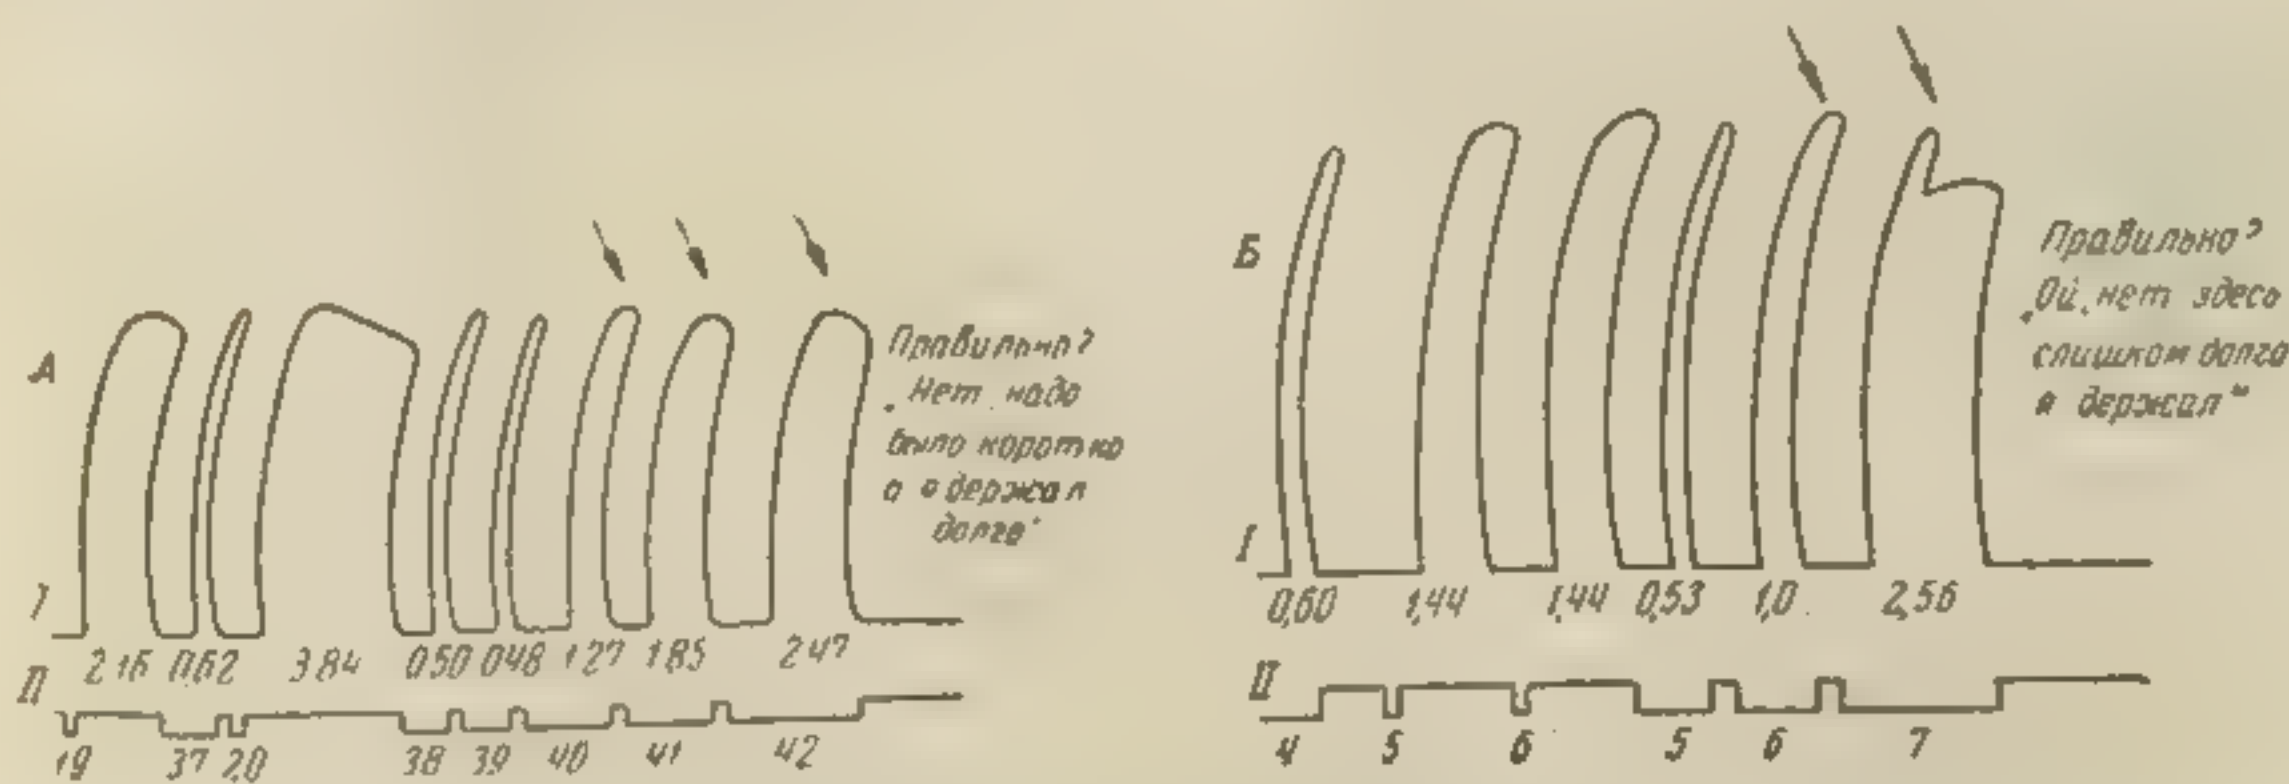 А
Правильно?
„Нет. надо
было коротко
а я держал
долго"
I
2 16 0,62 3 84 0 50 0 48 1 27 1 85 2 47
II
19 37 20 38 39 40 41 42
Б
Правильно?
„Ой, нет здесь
слишком долго
я держал"
I
0,60 1,44 1,44 0,53 1,0 2,56
II
4 5 6 5 6 7